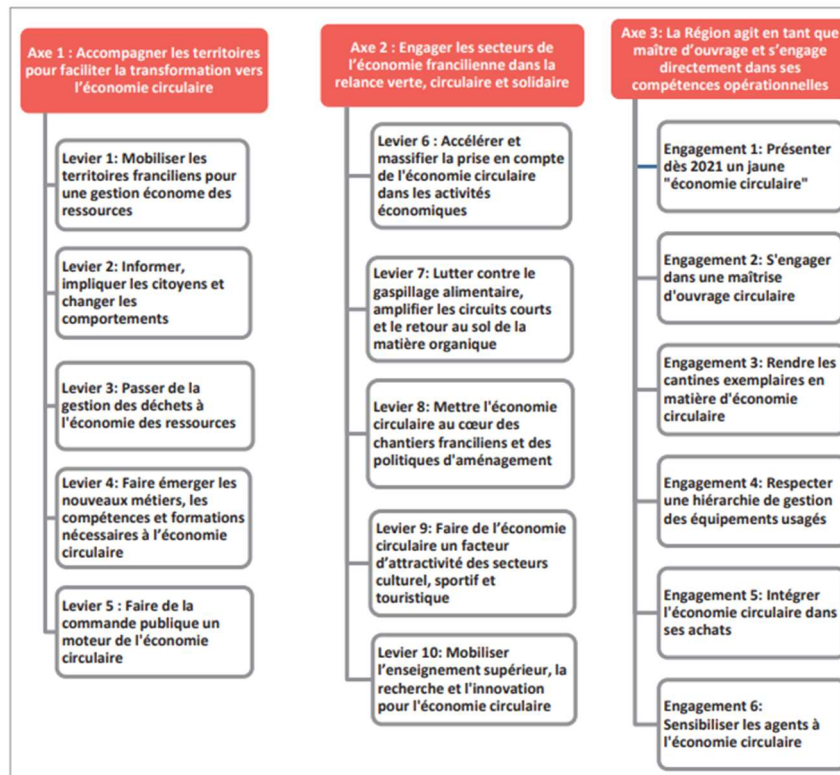 Axe 1 : Accompagner les territoires
pour faciliter la transformation vers
l’économie circulaire
Levier 1: Mobiliser les
territoires franciliens pour
une gestion économe des
ressources
Levier 2: Informer,
impliquer les citoyens et
changer les
comportements
Levier 3: Passer de la
gestion des déchets à
l'économie des ressources
Levier 4: Faire émerger les
nouveaux métiers, les
compétences et formations
nécessaires à l’économie
circulaire
Levier 5 : Faire de la
commande publique un
moteur de l'économie
circulaire
Axe 2 : Engager les secteurs de
l’économie francilienne dans la
relance verte, circulaire et solidaire
Levier 6 : Accélérer et
massifier la prise en compte
de l'économie circulaire
dans les activités
économiques
Levier 7: Lutter contre le
gaspillage alimentaire,
amplifier les circuits courts
et le retour au sol de la
matière organique
Levier 8: Mettre l'économie
circulaire au cœur des
chantiers franciliens et des
politiques d'aménagement
Levier 9: Faire de l’économie
circulaire un facteur
d’attractivité des secteurs
culturel, sportif et
touristique
Levier 10: Mobiliser
l’enseignement supérieur, la
recherche et l'innovation
pour l'économie circulaire
Axe 3: La Région agit en tant que
maître d’ouvrage et s’engage
directement dans ses
compétences opérationnelles
Engagement 1: Présenter
dès 2021 un jaune
"économie circulaire"
Engagement 2: S'engager
dans une maîtrise
d'ouvrage circulaire
Engagement 3: Rendre les
cantines exemplaires en
matière d'économie
circulaire
Engagement 4: Respecter
une hiérarchie de gestion
des équipements usagés
Engagement 5: Intégrer
l'économie circulaire dans
ses achats
Engagement 6:
Sensibiliser les agents à
l'économie circulaire